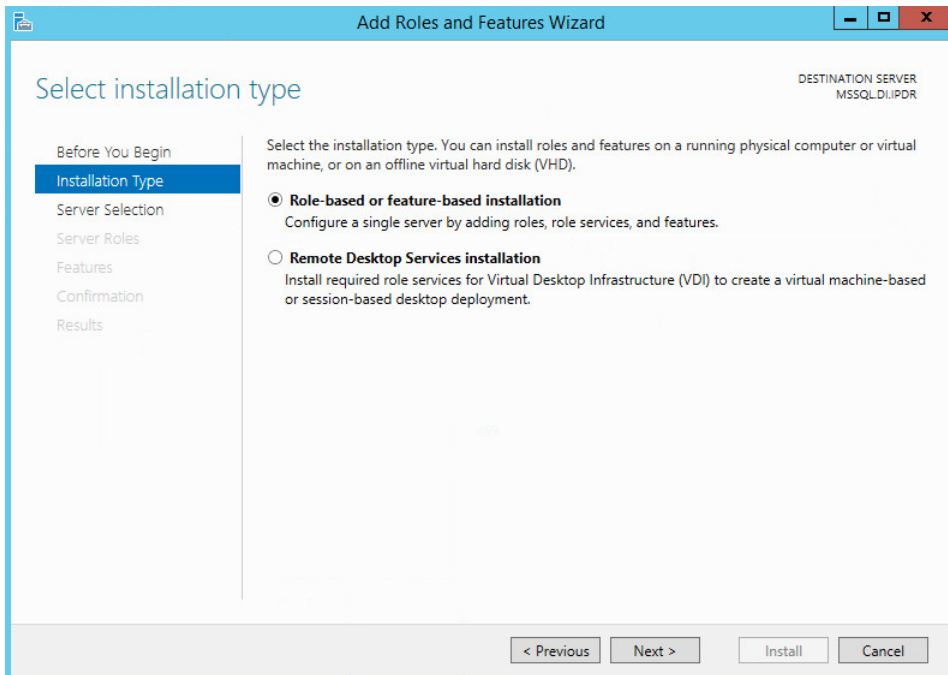 Add Roles and Features Wizard
Select installation type
DESTINATION SERVER
MSSQL.DI.IPDR
Before You Begin
Installation Type
Server Selection
Server Roles
Features
Confirmation
Results
Select the installation type. You can install roles and features on a running physical computer or virtual
machine, or on an offline virtual hard disk (VHD).
Role-based or feature-based installation
Configure a single server by adding roles, role services, and features.
Remote Desktop Services installation
Install required role services for Virtual Desktop Infrastructure (VDI) to create a virtual machine-based
or session-based desktop deployment.
< Previous
Next >
Install
Cancel